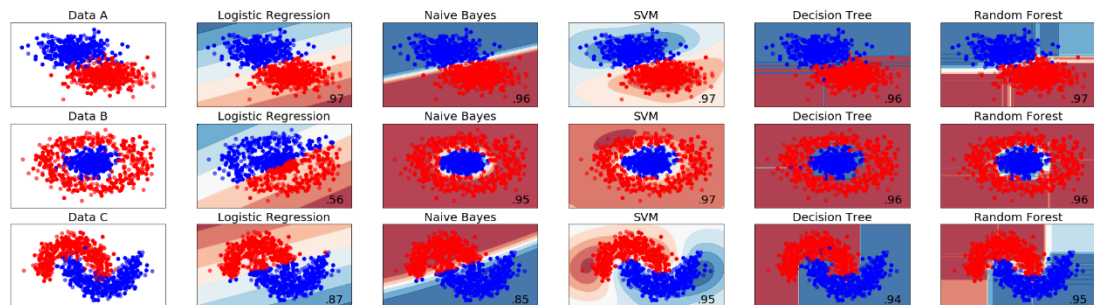 Data A Logistic Regression Naive Bayes SVM Decision Tree Random Forest
.97 .96 .97 .96 .97
Data B Logistic Regression Naive Bayes SVM Decision Tree Random Forest
.56 .95 .97 .96 .96
Data C Logistic Regression Naive Bayes SVM Decision Tree Random Forest
.87 .85 .95 .94 .95